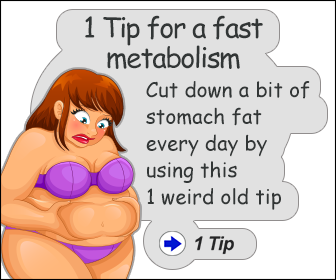 1 Tip for a fast
metabolism
Cut down a bit of
stomach fat
every day by
using this
1 weird old tip
1 Tip